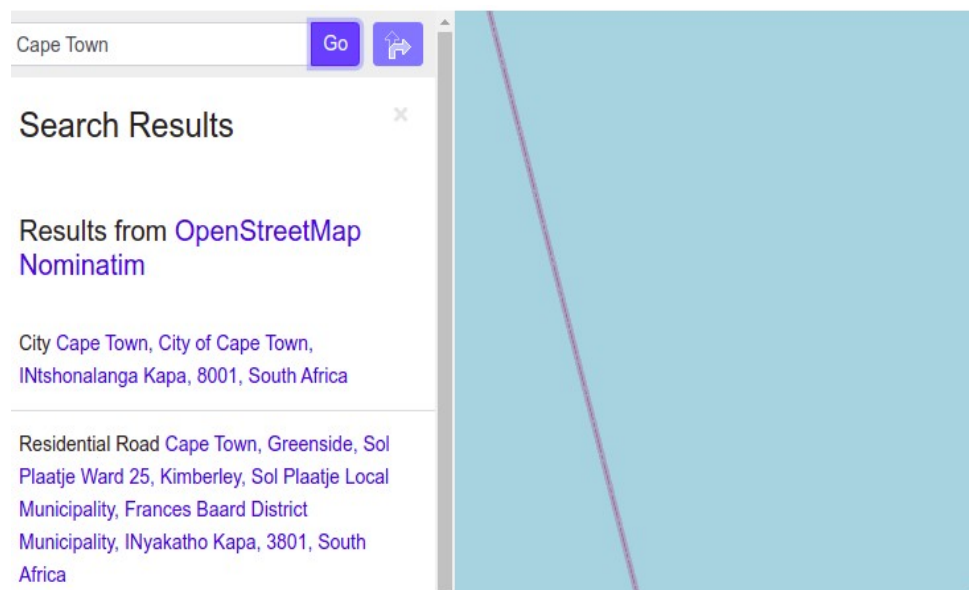 Cape Town
Go
Search Results
×
Results from OpenStreetMap
Nominatim
City Cape Town, City of Cape Town,
INtshonalanga Kapa, 8001, South Africa
Residential Road Cape Town, Greenside, Sol
Plaatje Ward 25, Kimberley, Sol Plaatje Local
Municipality, Frances Baard District
Municipality, INyakatho Kapa, 3801, South
Africa